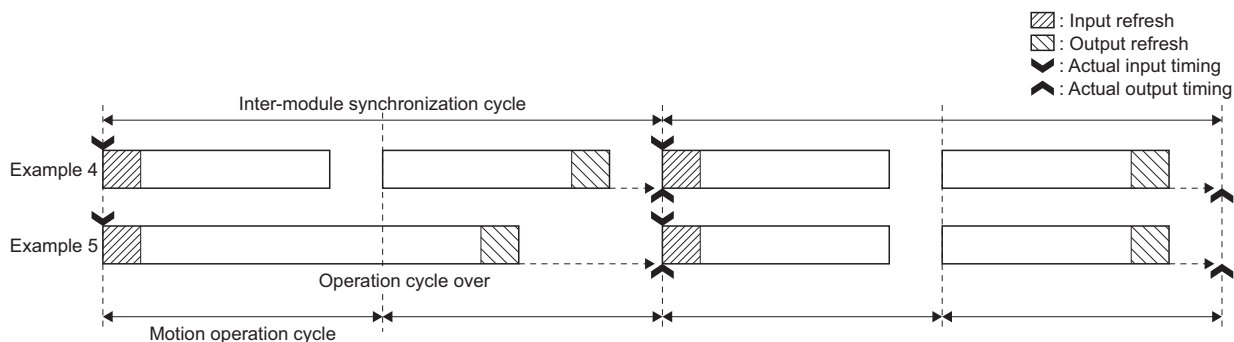 : Input refresh
: Output refresh
: Actual input timing
: Actual output timing
Inter-module synchronization cycle
Example 4
Example 5
Operation cycle over
Motion operation cycle